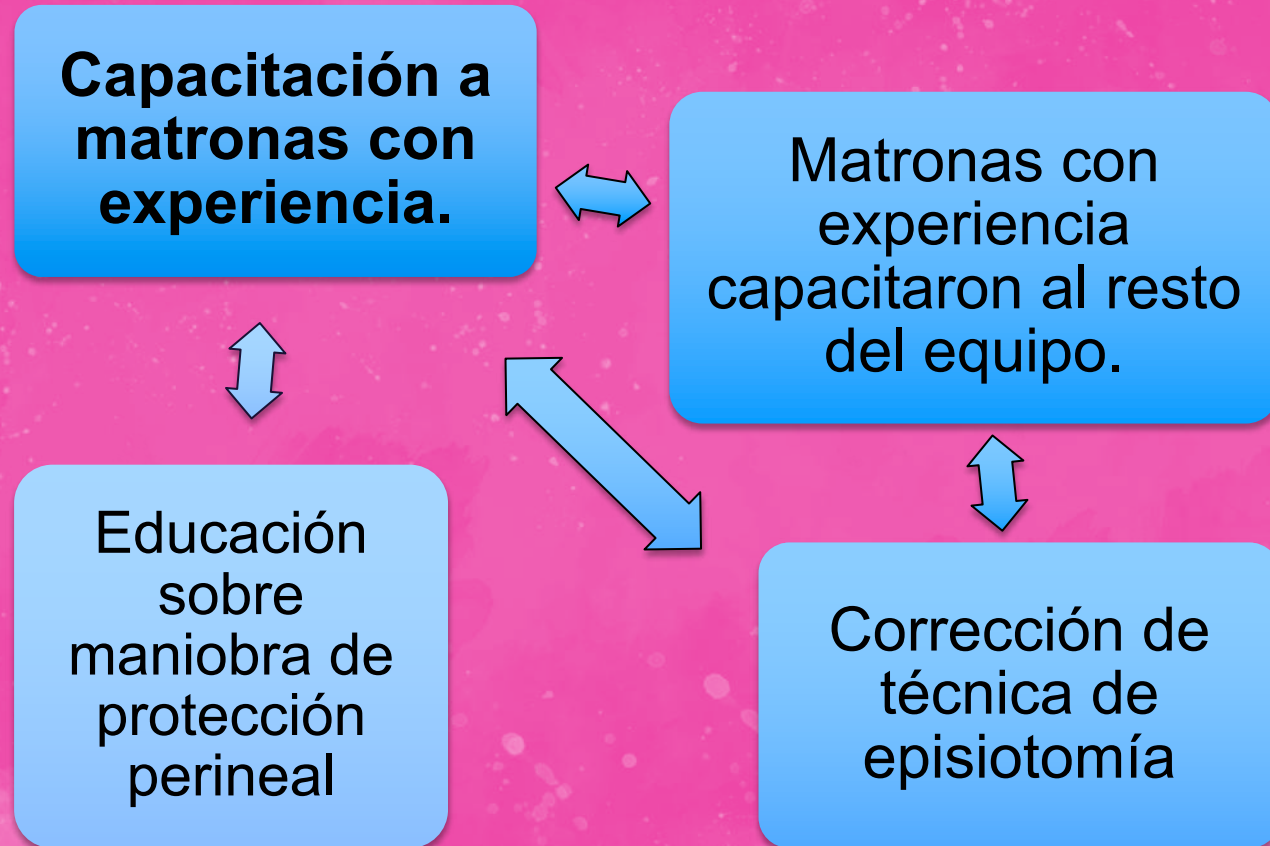 Capacitación a
matronas con
experiencia.
Matronas con
experiencia
capacitaron al resto
del equipo.
Educación
sobre
maniobra de
protección
perineal
Corrección de
técnica de
episiotomía